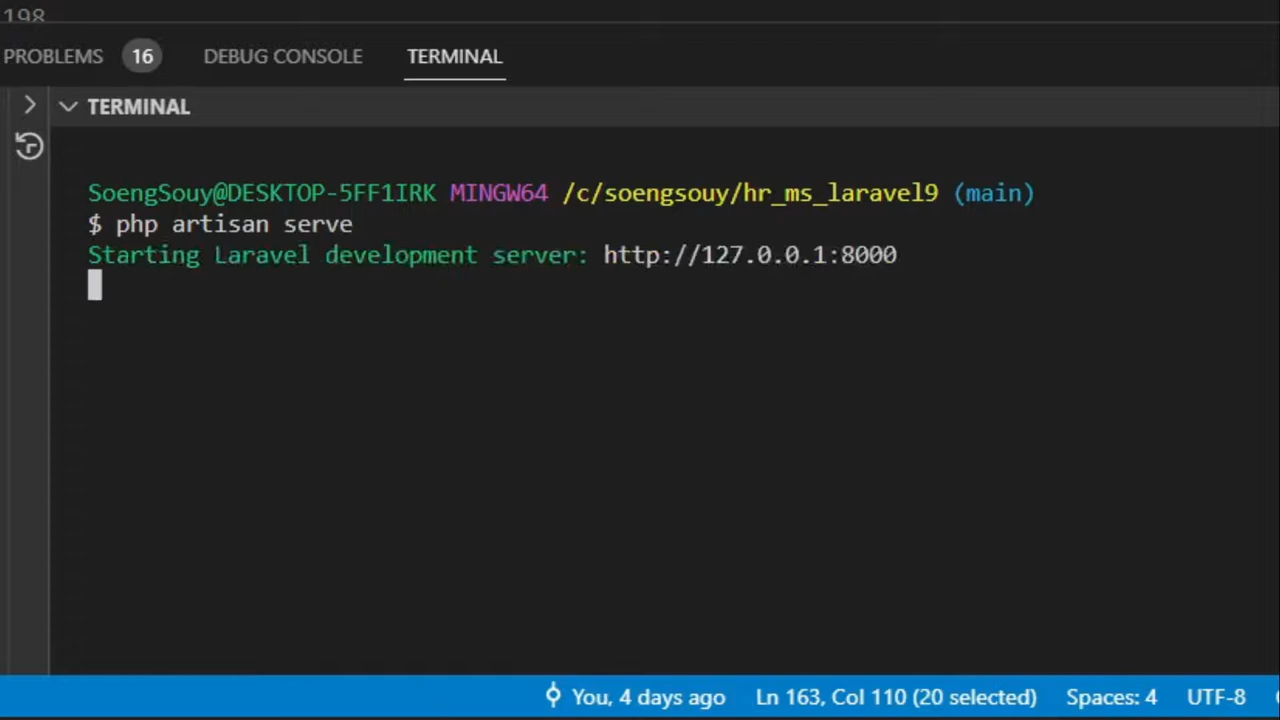 198
PROBLEMS 16 DEBUG CONSOLE TERMINAL
TERMINAL
SoengSouy@DESKTOP-5FF1IRK MINGW64 /c/soengsouy/hr_ms_laravel9 (main)
$ php artisan serve
Starting Laravel development server: http://127.0.0.1:8000
You, 4 days ago Ln 163, Col 110 (20 selected) Spaces: 4 UTF-8